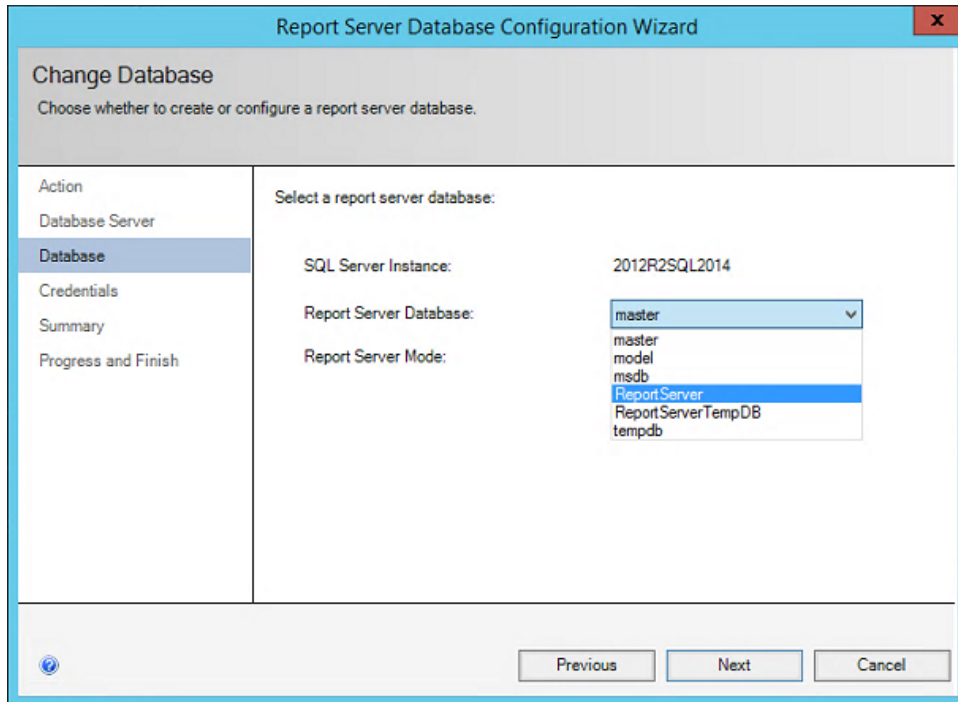 Report Server Database Configuration Wizard
x
Change Database
Choose whether to create or configure a report server database.
Action
Database Server
Database
Credentials
Summary
Progress and Finish
Select a report server database:
SQL Server Instance: 2012R2SQL2014
Report Server Database: master
Report Server Mode:
master
model
msdb
ReportServer
ReportServerTempDB
tempdb
?
Previous Next Cancel